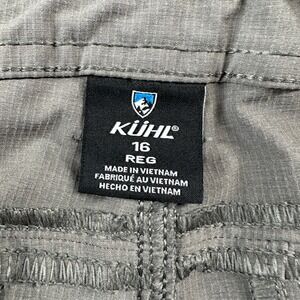 KÜHL®
16
REG
MADE IN VIETNAM
FABRIQUÉ AU VIETNAM
HECHO EN VIETNAM